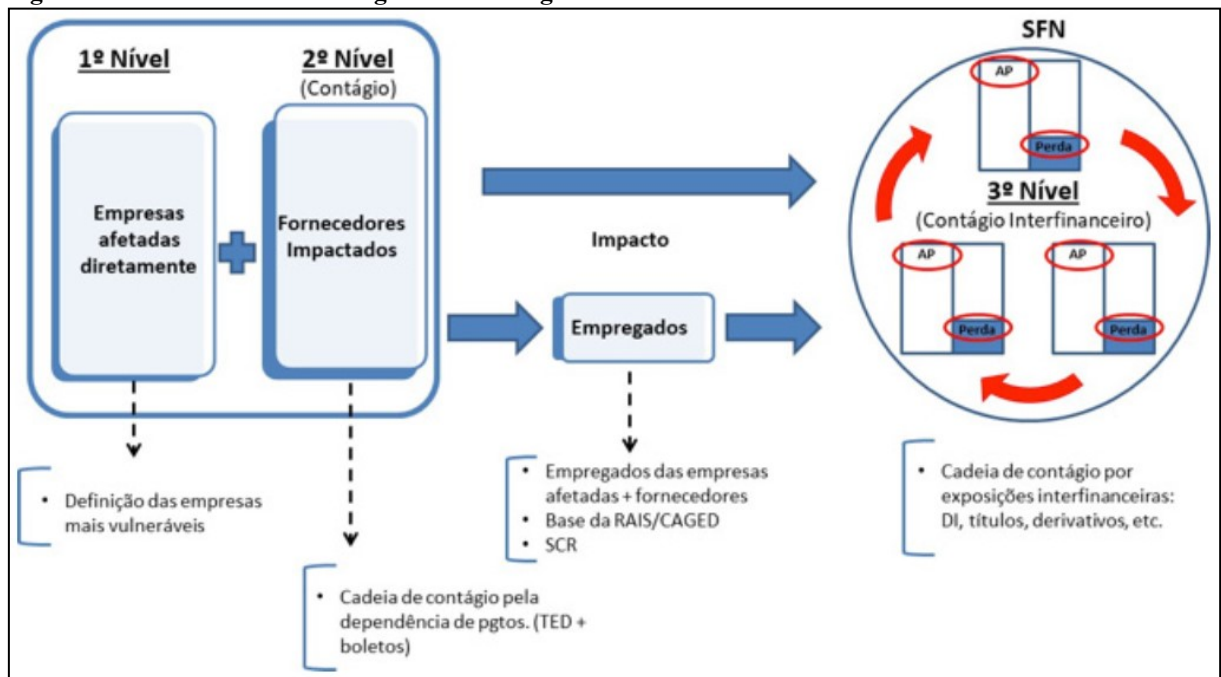 1º Nível
2º Nível
(Contágio)
Empresas
afetadas
diretamente
Fornecedores
Impactados
Impacto
Empregados
SFN
AP
Perda
3º Nível
(Contágio Interfinanceiro)
AP
Perda
AP
Perda
• Definição das empresas
mais vulneráveis
• Cadeia de contágio pela
dependência de pgtos. (TED +
boletos)
• Empregados das empresas
afetadas + fornecedores
• Base da RAIS/CAGED
• SCR
• Cadeia de contágio por
exposições interfinanceiras:
DI, títulos, derivativos, etc.